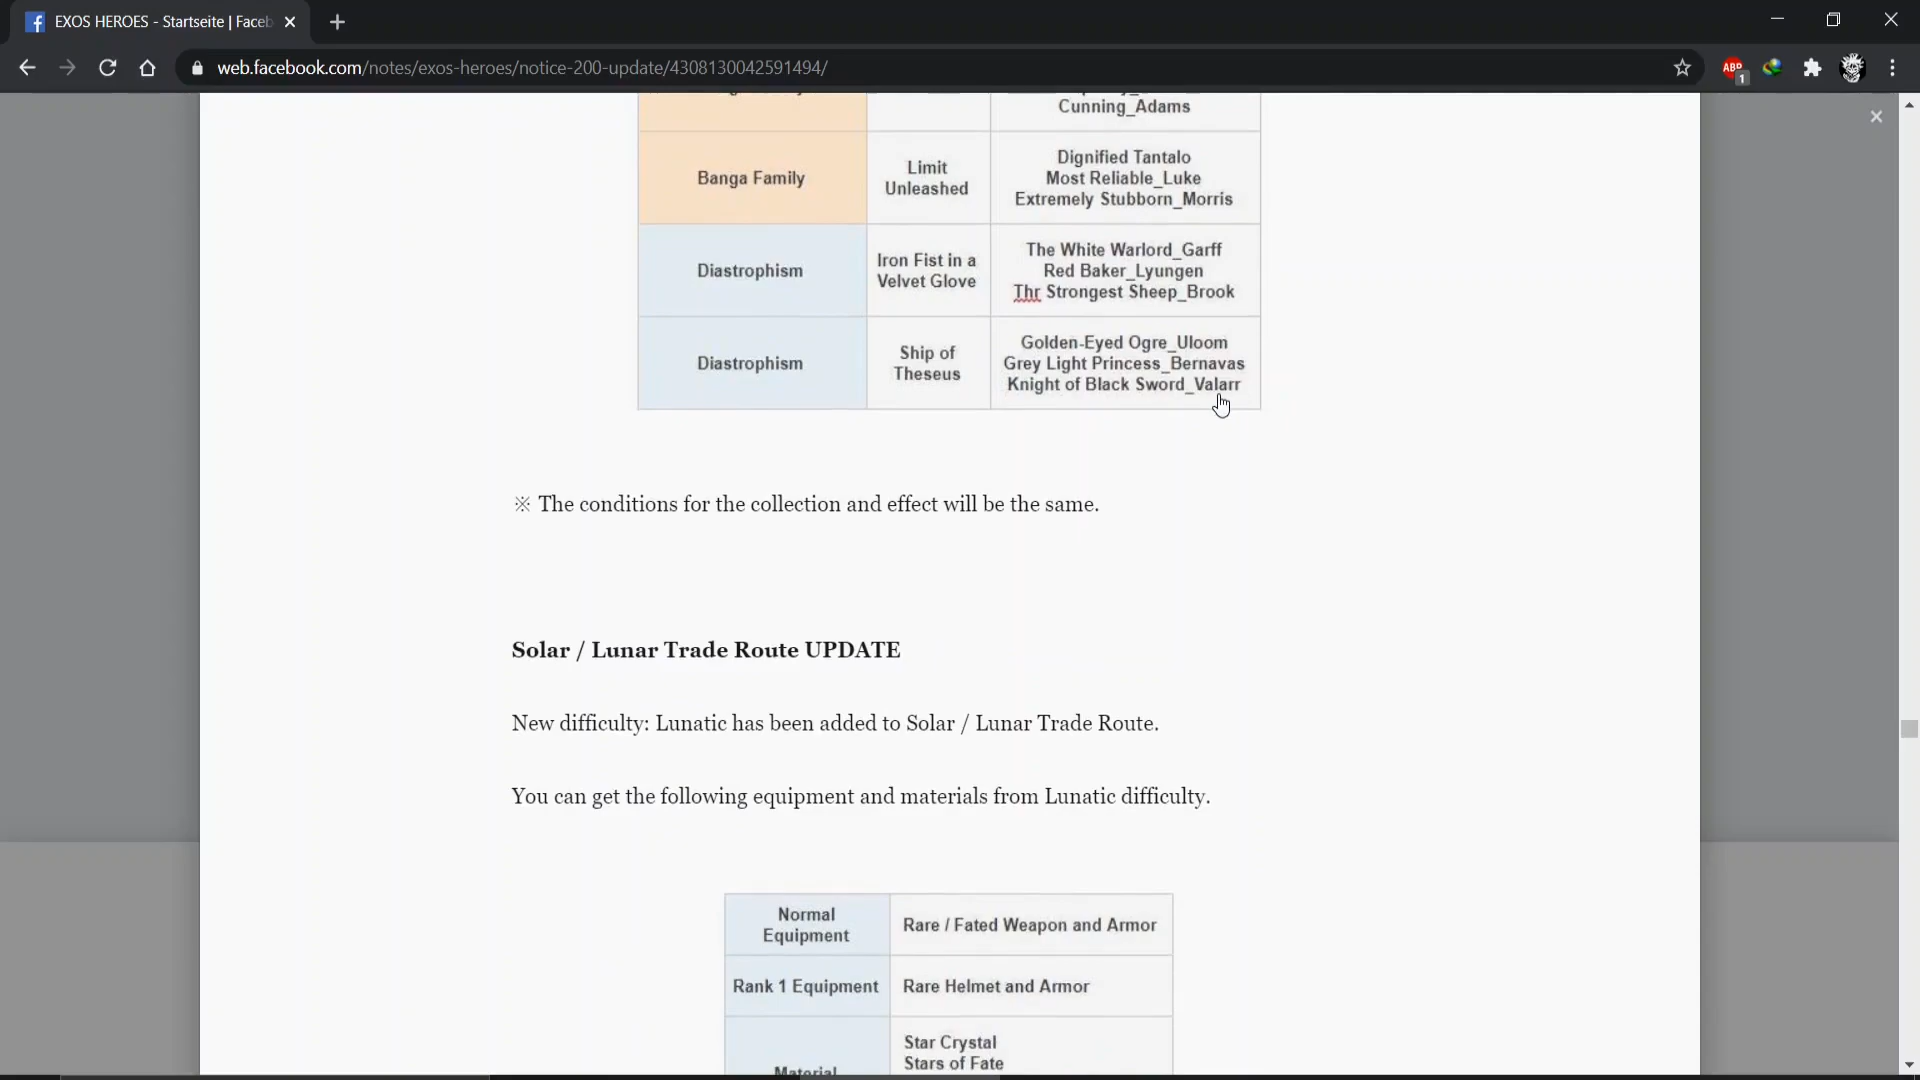 EXOS HEROES - Startseite | Faceb
web.facebook.com/notes/exos-heroes/notice-200-update/4308130042591494/
ABP
1
Cunning_Adams
Banga Family
Limit
Unleashed
Dignified Tantalo
Most Reliable_Luke
Extremely Stubborn_Morris
Diastrophism
Iron Fist in a
Velvet Glove
The White Warlord_Garff
Red Baker_Lyungen
Thr Strongest Sheep_Brook
Diastrophism
Ship of
Theseus
Golden-Eyed Ogre_Uloom
Grey Light Princess_Bernavas
Knight of Black Sword_Valarr
※ The conditions for the collection and effect will be the same.
Solar / Lunar Trade Route UPDATE
New difficulty: Lunatic has been added to Solar / Lunar Trade Route.
You can get the following equipment and materials from Lunatic difficulty.
Normal
Equipment
Rare / Fated Weapon and Armor
Rank 1 Equipment
Rare Helmet and Armor
Material
Star Crystal
Stars of Fate